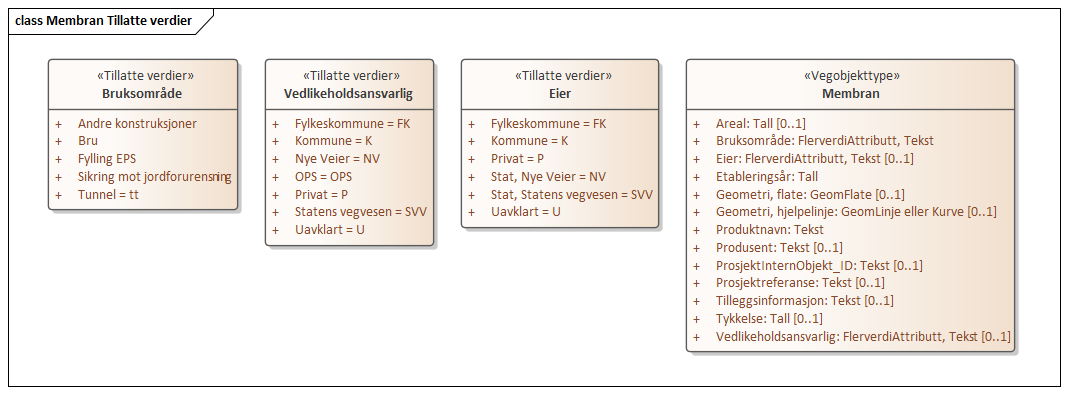 class Membran Tillatte verdier
«Tillatte verdier»
Bruksområde
+ Andre konstruksjoner
+ Bru
+ Fylling EPS
+ Sikring mot jordforurensning
+ Tunnel = tt
«Tillatte verdier»
Vedlikeholdsansvarlig
+ Fylkeskommune = FK
+ Kommune = K
+ Nye Veier = NV
+ OPS = OPS
+ Privat = P
+ Statens vegvesen = SVV
+ Uavklart = U
«Tillatte verdier»
Eier
+ Fylkeskommune = FK
+ Kommune = K
+ Privat = P
+ Stat, Nye Veier = NV
+ Stat, Statens vegvesen = SVV
+ Uavklart = U
«Vegobjekttype»
Membran
+ Areal: Tall [0..1]
+ Bruksområde: FlerverdiAttributt, Tekst
+ Eier: FlerverdiAttributt, Tekst [0..1]
+ Etableringsår: Tall
+ Geometri, flate: GeomFlate [0..1]
+ Geometri, hjelpelinje: GeomLinje eller Kurve [0..1]
+ Produktnavn: Tekst
+ Produsent: Tekst [0..1]
+ ProsjektInternObjekt_ID: Tekst [0..1]
+ Prosjektreferanse: Tekst [0..1]
+ Tilleggsinformasjon: Tekst [0..1]
+ Tykkelse: Tall [0..1]
+ Vedlikeholdsansvarlig: FlerverdiAttributt, Tekst [0..1]